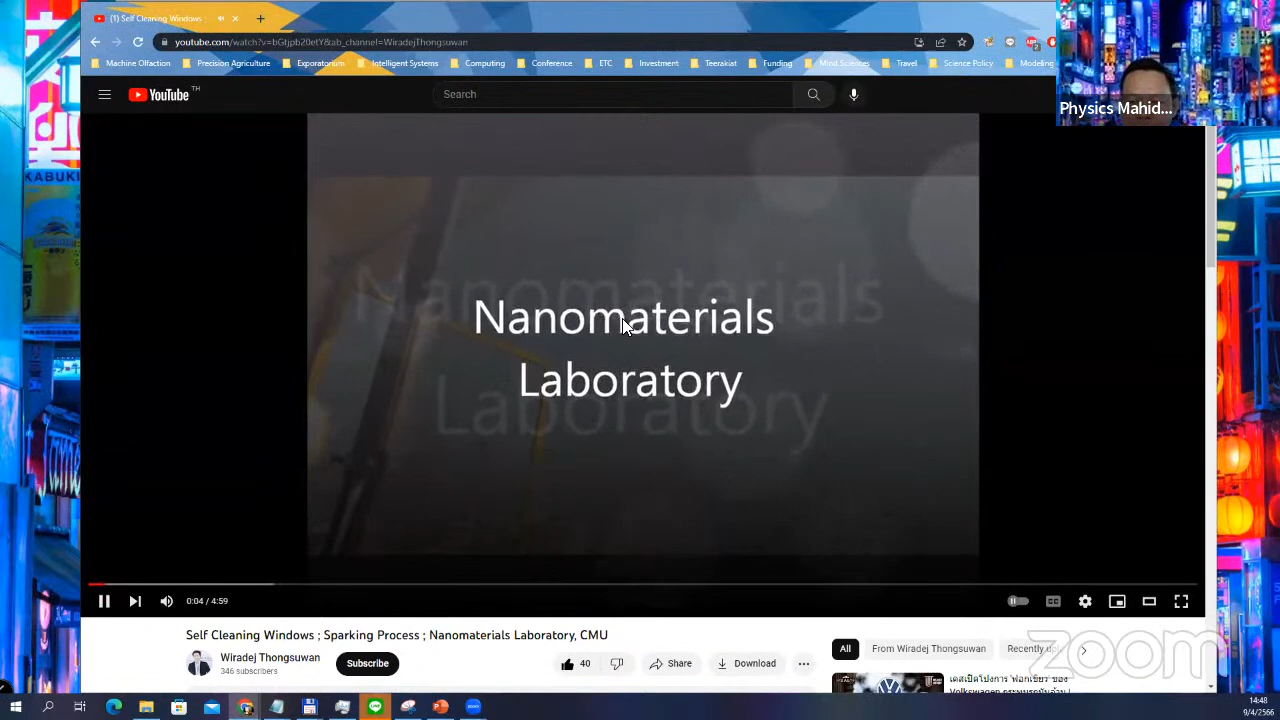 (1) Self Cleaning Windows
youtube.com/watch?v=bGtjpb20etY&ab_channel=WiradejThongsuwan
Machine Olfaction Precision Agriculture Exporatorium Intelligent Systems Computing Conference ETC Investment Teerakiat Funding Mind Sciences Travel Science Policy Modeling
YouTube TH
Search
Physics Mahid...
KABUKI
Nanomaterials
Laboratory
Nanomaterials
Laboratory
0:04 / 4:59
Self Cleaning Windows ; Sparking Process ; Nanomaterials Laboratory, CMU
Wiradej Thongsuwan
346 subscribers
Subscribe
40
Share
Download
All
From Wiradej Thongsuwan
Recently
zoom
14:48
9/4/2566